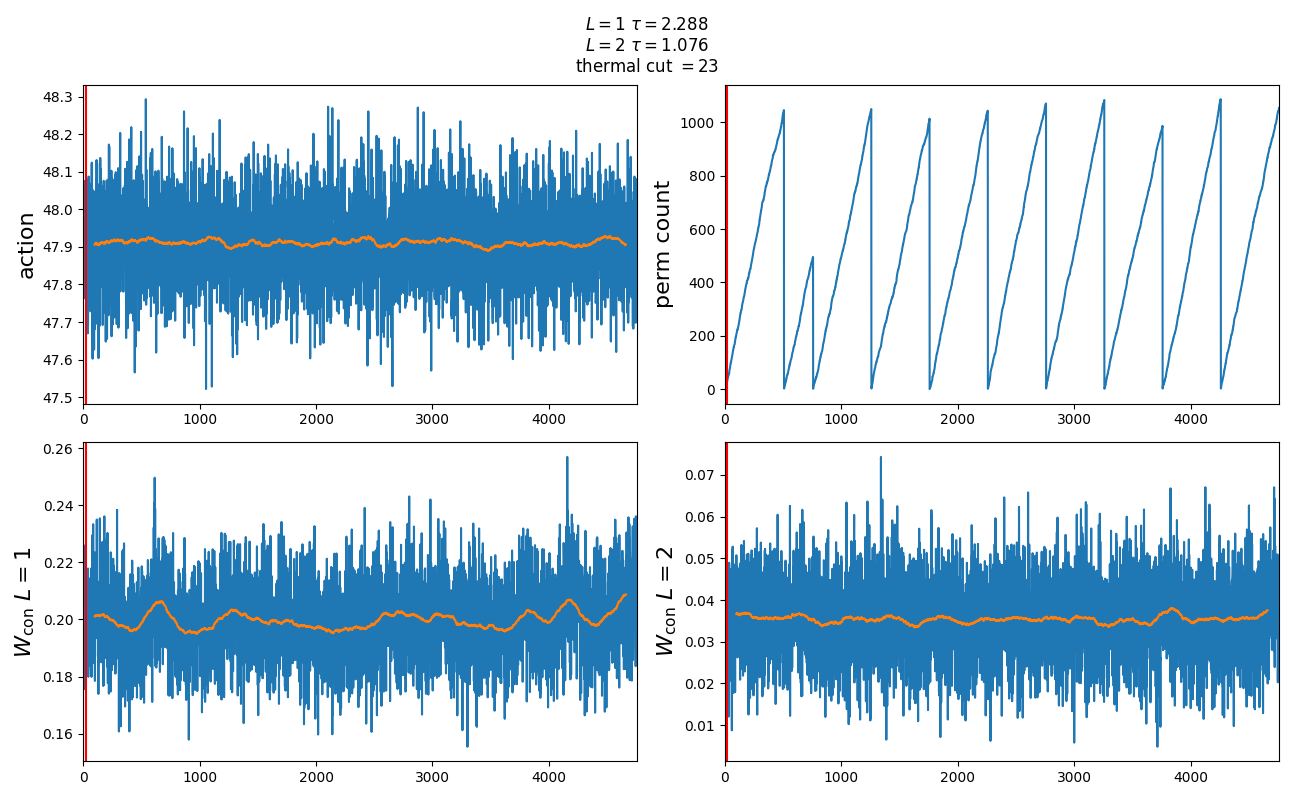 L = 1 τ = 2.288
L = 2 τ = 1.076
thermal cut = 23
action
48.3
48.2
48.1
48.0
47.9
47.8
47.7
47.6
47.5
0 1000 2000 3000 4000
perm count
1000
800
600
400
200
0
0 1000 2000 3000 4000
W_con L = 1
0.26
0.24
0.22
0.20
0.18
0.16
0 1000 2000 3000 4000
W_con L = 2
0.07
0.06
0.05
0.04
0.03
0.02
0.01
0 1000 2000 3000 4000